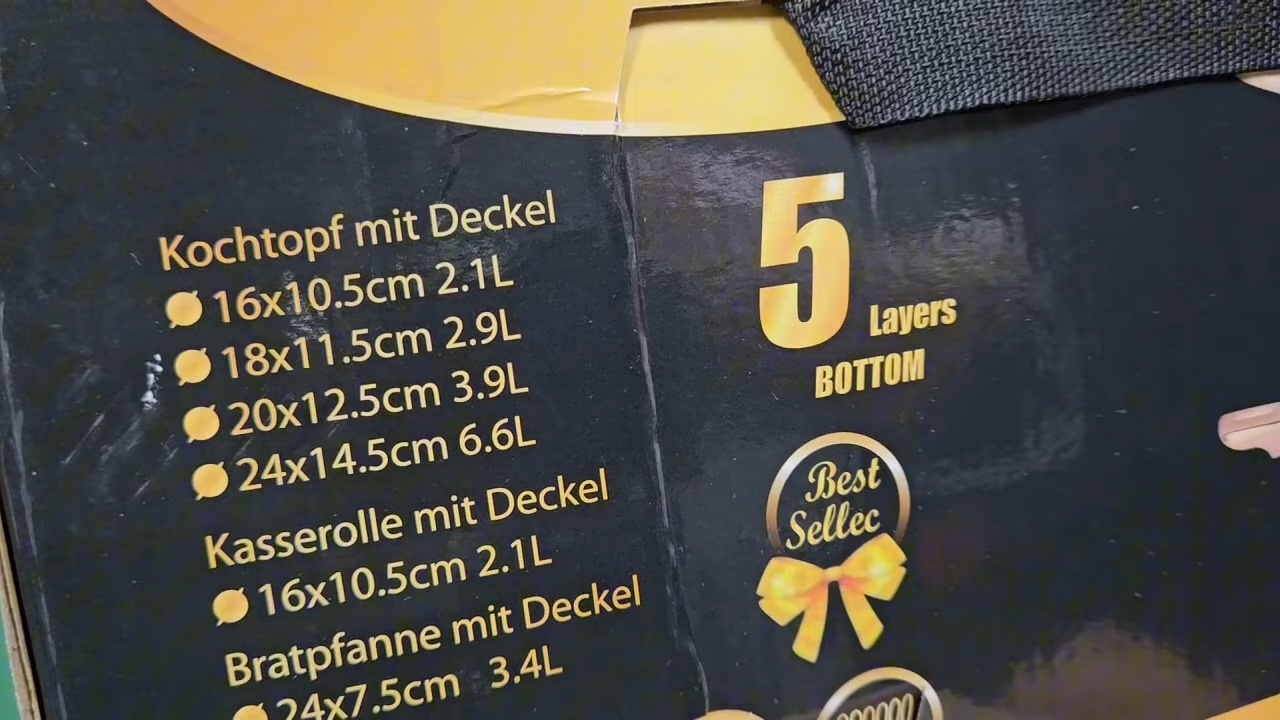 Kochtopf mit Deckel
Ø 16x10.5cm 2.1L
Ø 18x11.5cm 2.9L
Ø 20x12.5cm 3.9L
Ø 24x14.5cm 6.6L
Kasserolle mit Deckel
Ø 16x10.5cm 2.1L
Bratpfanne mit Deckel
Ø 24x7.5cm 3.4L
5 Layers
BOTTOM
Best
Sellec